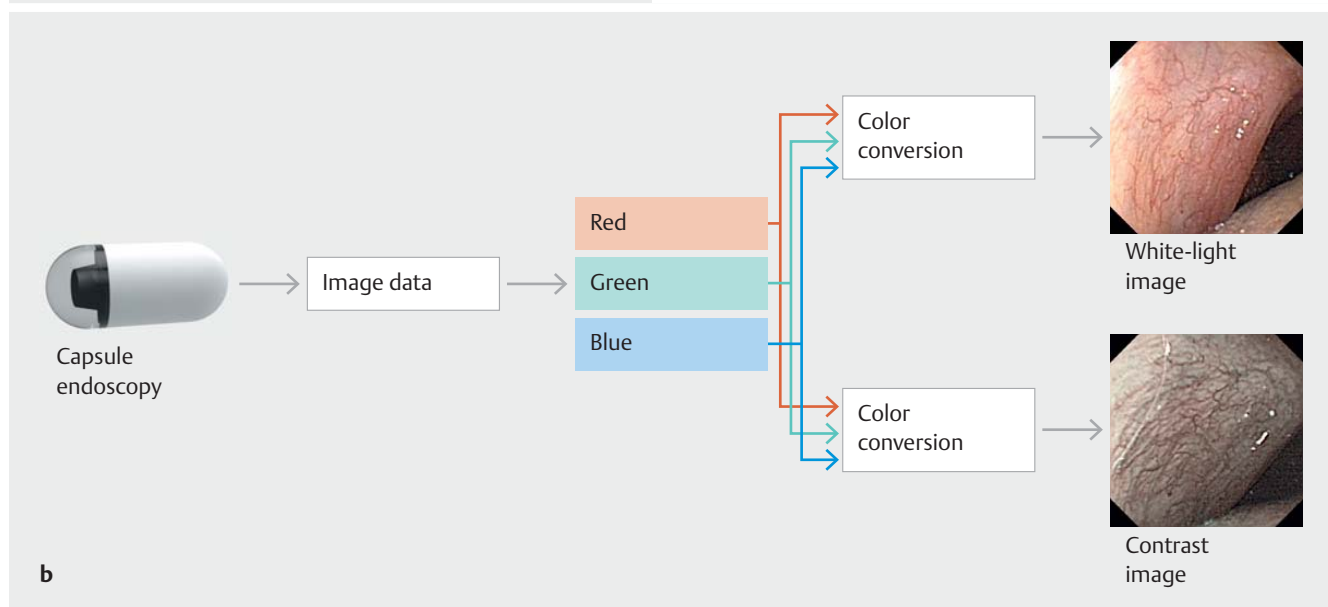 Color
conversion
White-light
image
Red
Green
Blue
Image data
Capsule
endoscopy
Color
conversion
Contrast
image
b